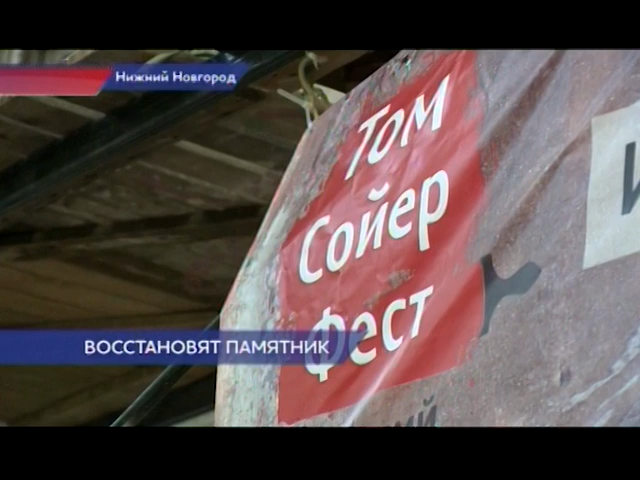 Нижний Новгород
Том
Сойер
Фест
ВОССТАНОВЯТ ПАМЯТНИК